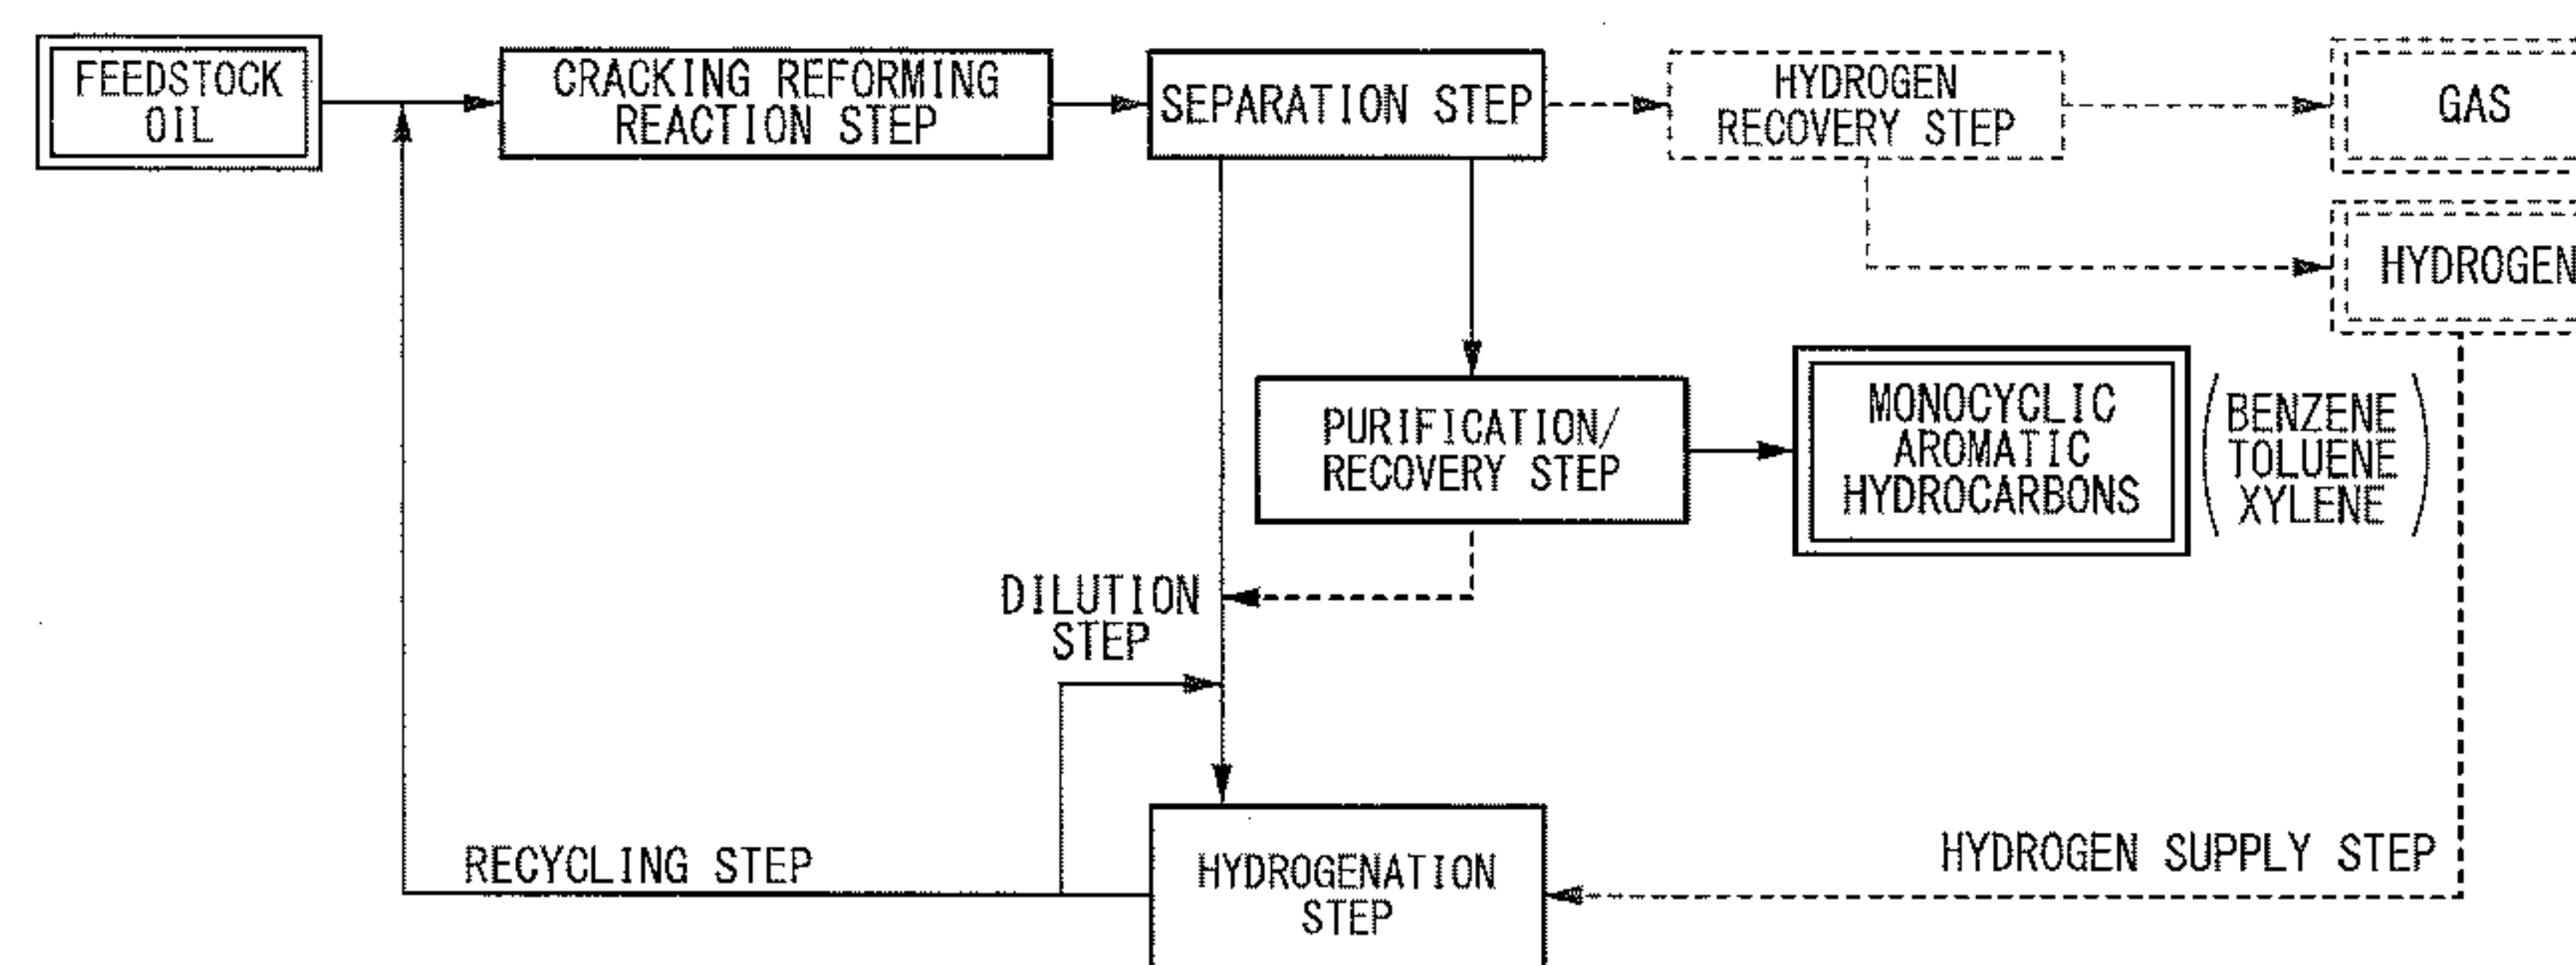 FEEDSTOCK
OIL
CRACKING REFORMING
REACTION STEP
SEPARATION STEP
HYDROGEN
RECOVERY STEP
GAS
HYDROGEN
PURIFICATION/
RECOVERY STEP
MONOCYCLIC
AROMATIC
HYDROCARBONS
BENZENE
TOLUENE
XYLENE
DILUTION
STEP
RECYCLING STEP
HYDROGENATION
STEP
HYDROGEN SUPPLY STEP